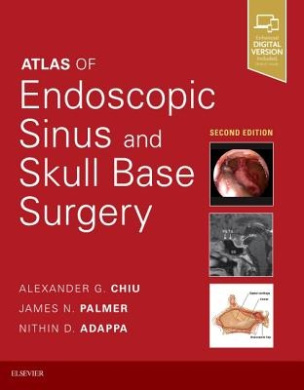 Enhanced
DIGITAL
VERSION
Included
ATLAS OF
Endoscopic
Sinus and
Skull Base
Surgery
SECOND EDITION
ALEXANDER G. CHIU
JAMES N. PALMER
NITHIN D. ADAPPA
ELSEVIER